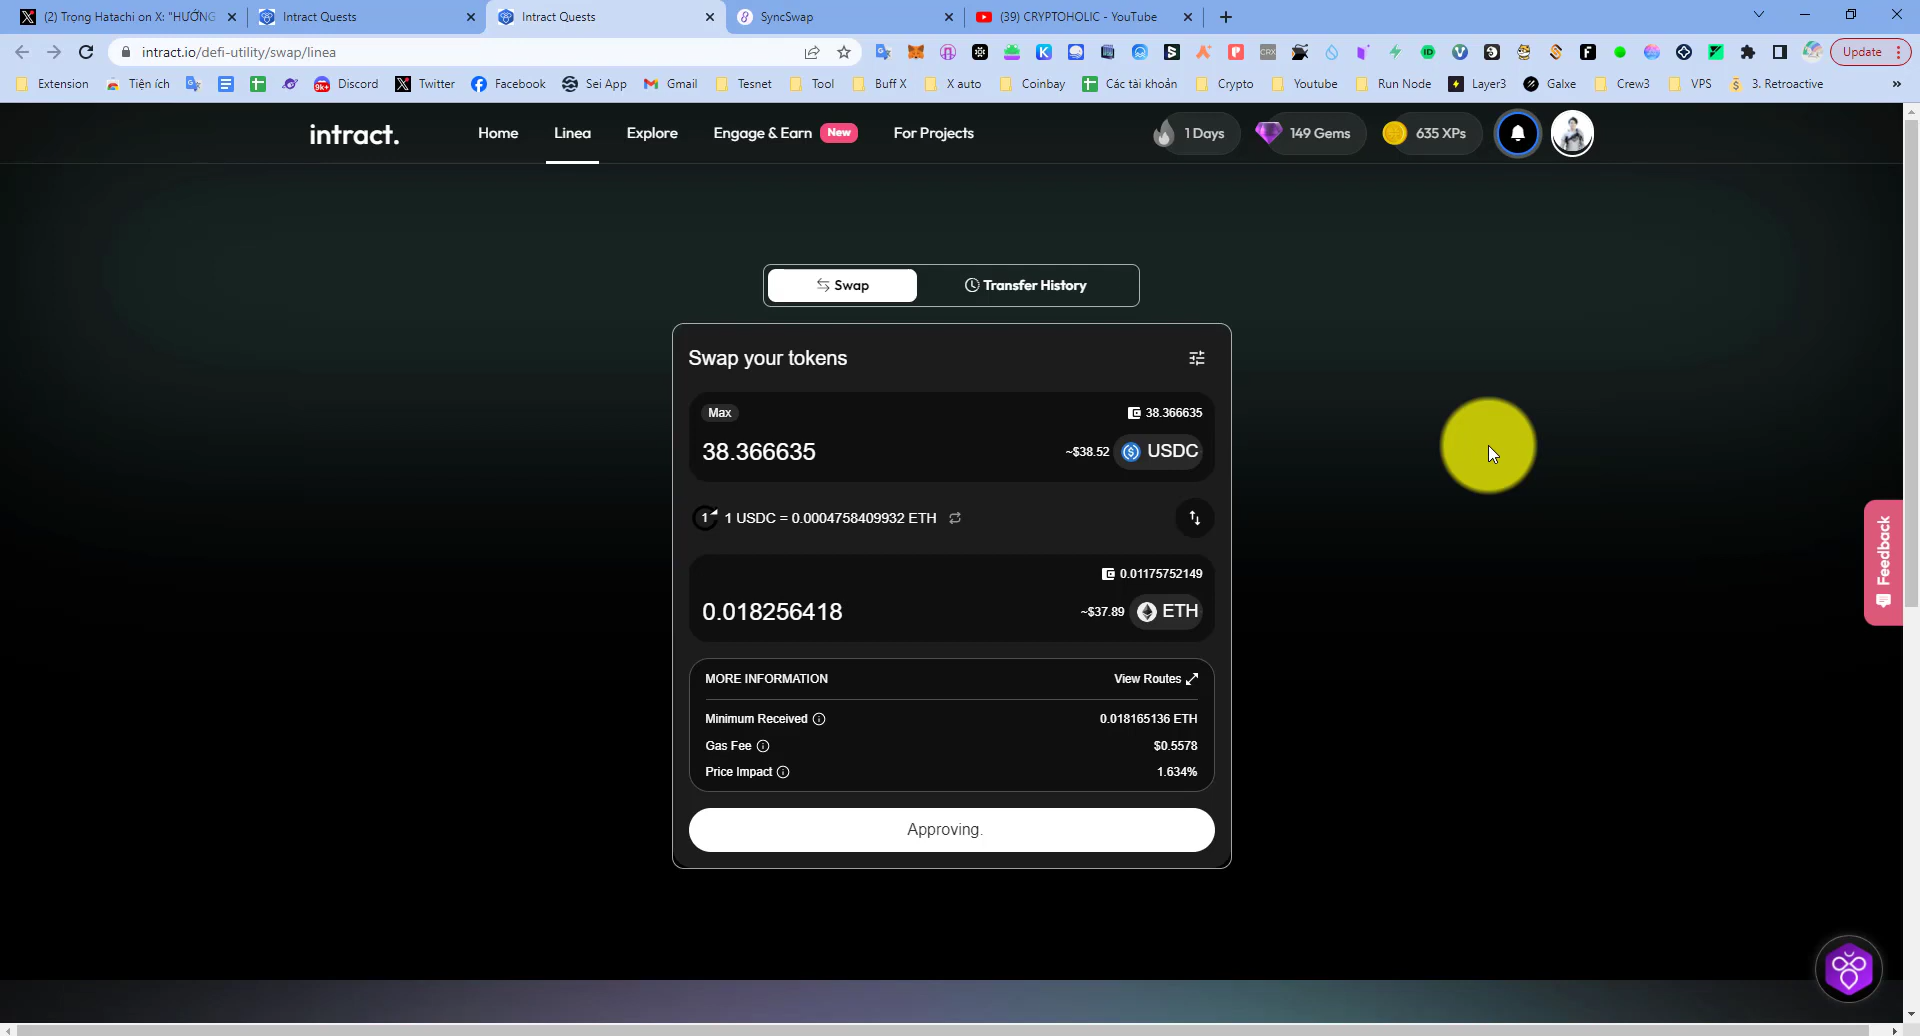 (2) Trọng Hatachi on X: "HƯỚNG
Intract Quests
Intract Quests
SyncSwap
(39) CRYPTOHOLIC - YouTube
intract.io/defi-utility/swap/linea
Update
Extension
Tiện ích
9K+
Discord
Twitter
Facebook
Sei App
Gmail
Tesnet
Tool
Buff X
X auto
Coinbay
Các tài khoản
Crypto
Youtube
Run Node
Layer3
Galxe
Crew3
VPS
3. Retroactive
intract.
Home
Linea
Explore
Engage & Earn New
For Projects
1 Days
149 Gems
635 XPs
Swap
Transfer History
Swap your tokens
Max
38.366635
38.366635
~$38.52
USDC
1
1 USDC = 0.0004758409932 ETH
0.01175752149
0.018256418
~$37.89
ETH
MORE INFORMATION
View Routes
Minimum Received
0.018165136 ETH
Gas Fee
$0.5578
Price Impact
1.634%
Approving.
Feedback